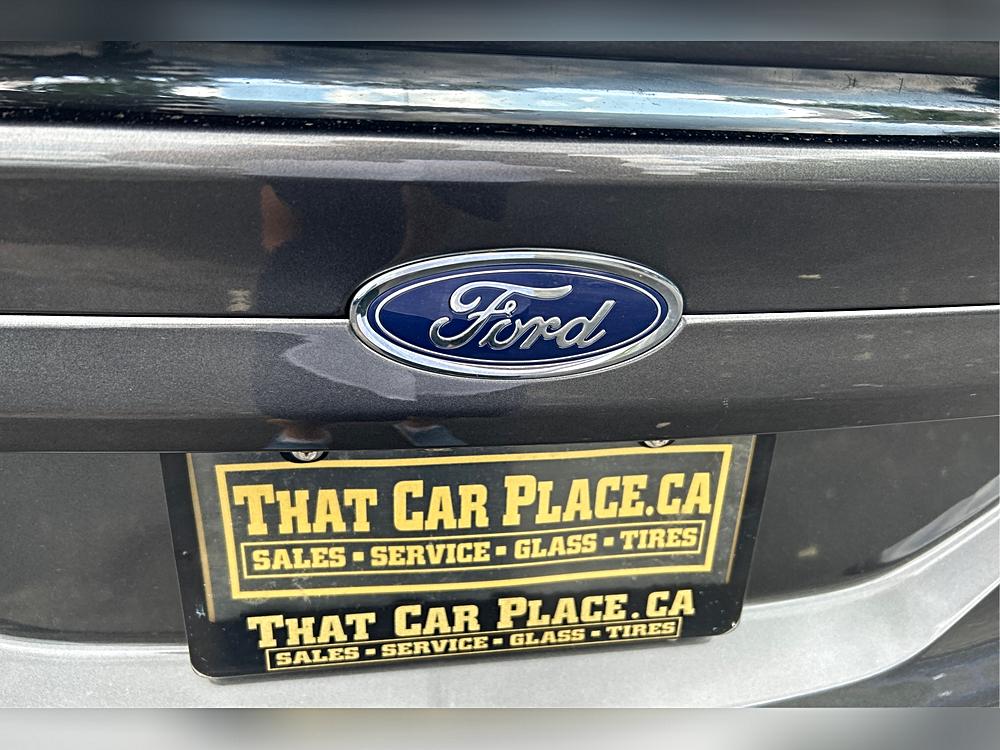 Ford
THAT CAR PLACE.CA
SALES ▪ SERVICE ▪ GLASS ▪ TIRES
THAT CAR PLACE.CA
SALES ▪ SERVICE ▪ GLASS ▪ TIRES